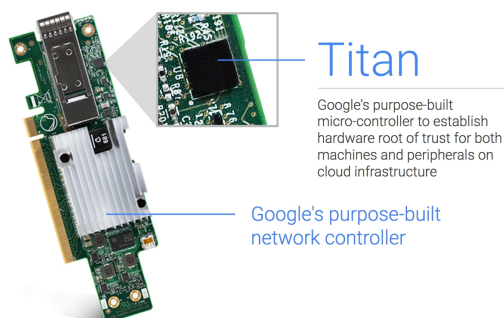 Titan
Google's purpose-built
micro-controller to establish
hardware root of trust for both
machines and peripherals on
cloud infrastructure
Google's purpose-built
network controller